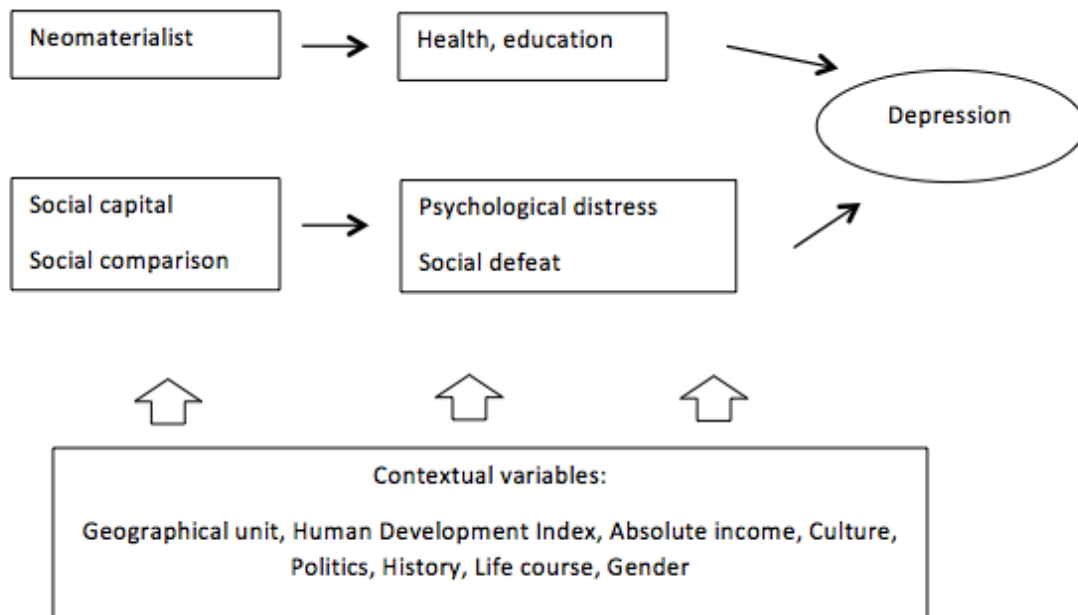 Neomaterialist
Health, education
Depression
Social capital
Social comparison
Psychological distress
Social defeat
Contextual variables:
Geographical unit, Human Development Index, Absolute income, Culture,
Politics, History, Life course, Gender